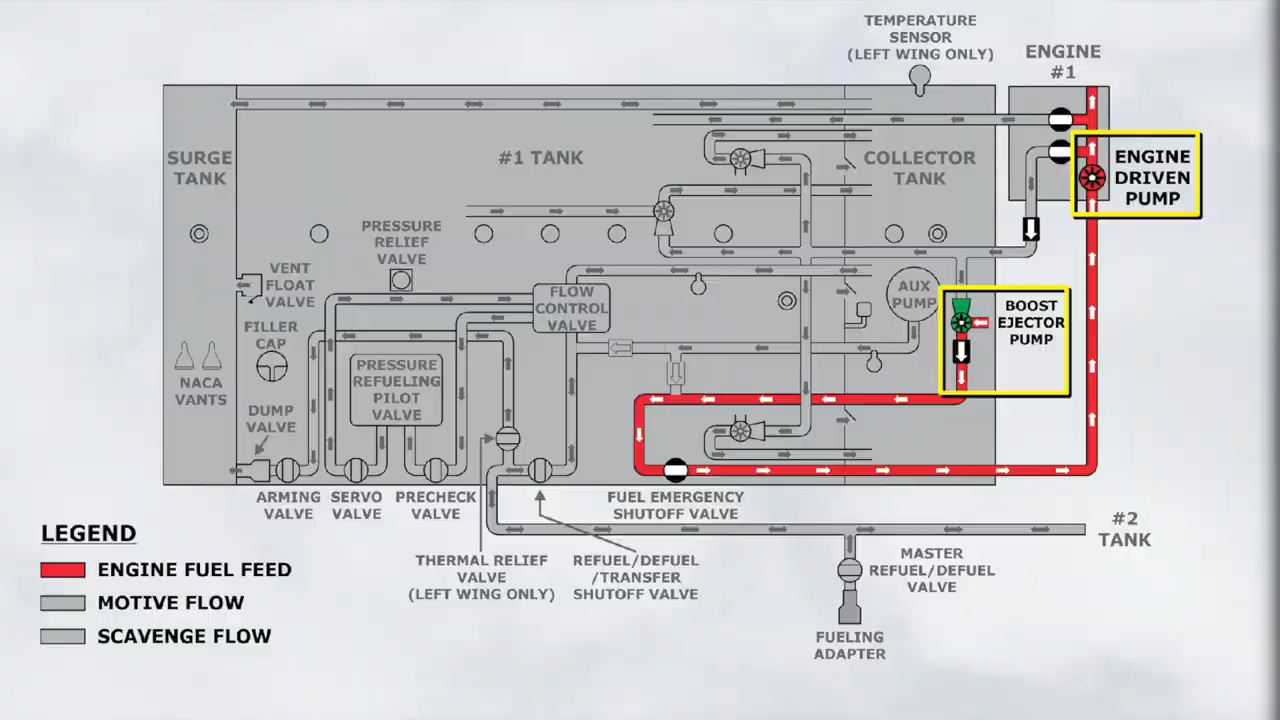 TEMPERATURE
SENSOR
(LEFT WING ONLY)
ENGINE
#1
SURGE
TANK
#1 TANK
COLLECTOR
TANK
ENGINE
DRIVEN
PUMP
PRESSURE
RELIEF
VALVE
VENT
FLOAT
VALVE
FLOW
CONTROL
VALVE
AUX
PUMP
BOOST
EJECTOR
PUMP
FILLER
CAP
NACA
VANTS
PRESSURE
REFUELING
PILOT
VALVE
DUMP
VALVE
ARMING
VALVE
SERVO
VALVE
PRECHECK
VALVE
FUEL EMERGENCY
SHUTOFF VALVE
#2
TANK
THERMAL RELIEF
VALVE
(LEFT WING ONLY)
REFUEL/DEFUEL
/TRANSFER
SHUTOFF VALVE
MASTER
REFUEL/DEFUEL
VALVE
FUELING
ADAPTER
LEGEND
ENGINE FUEL FEED
MOTIVE FLOW
SCAVENGE FLOW